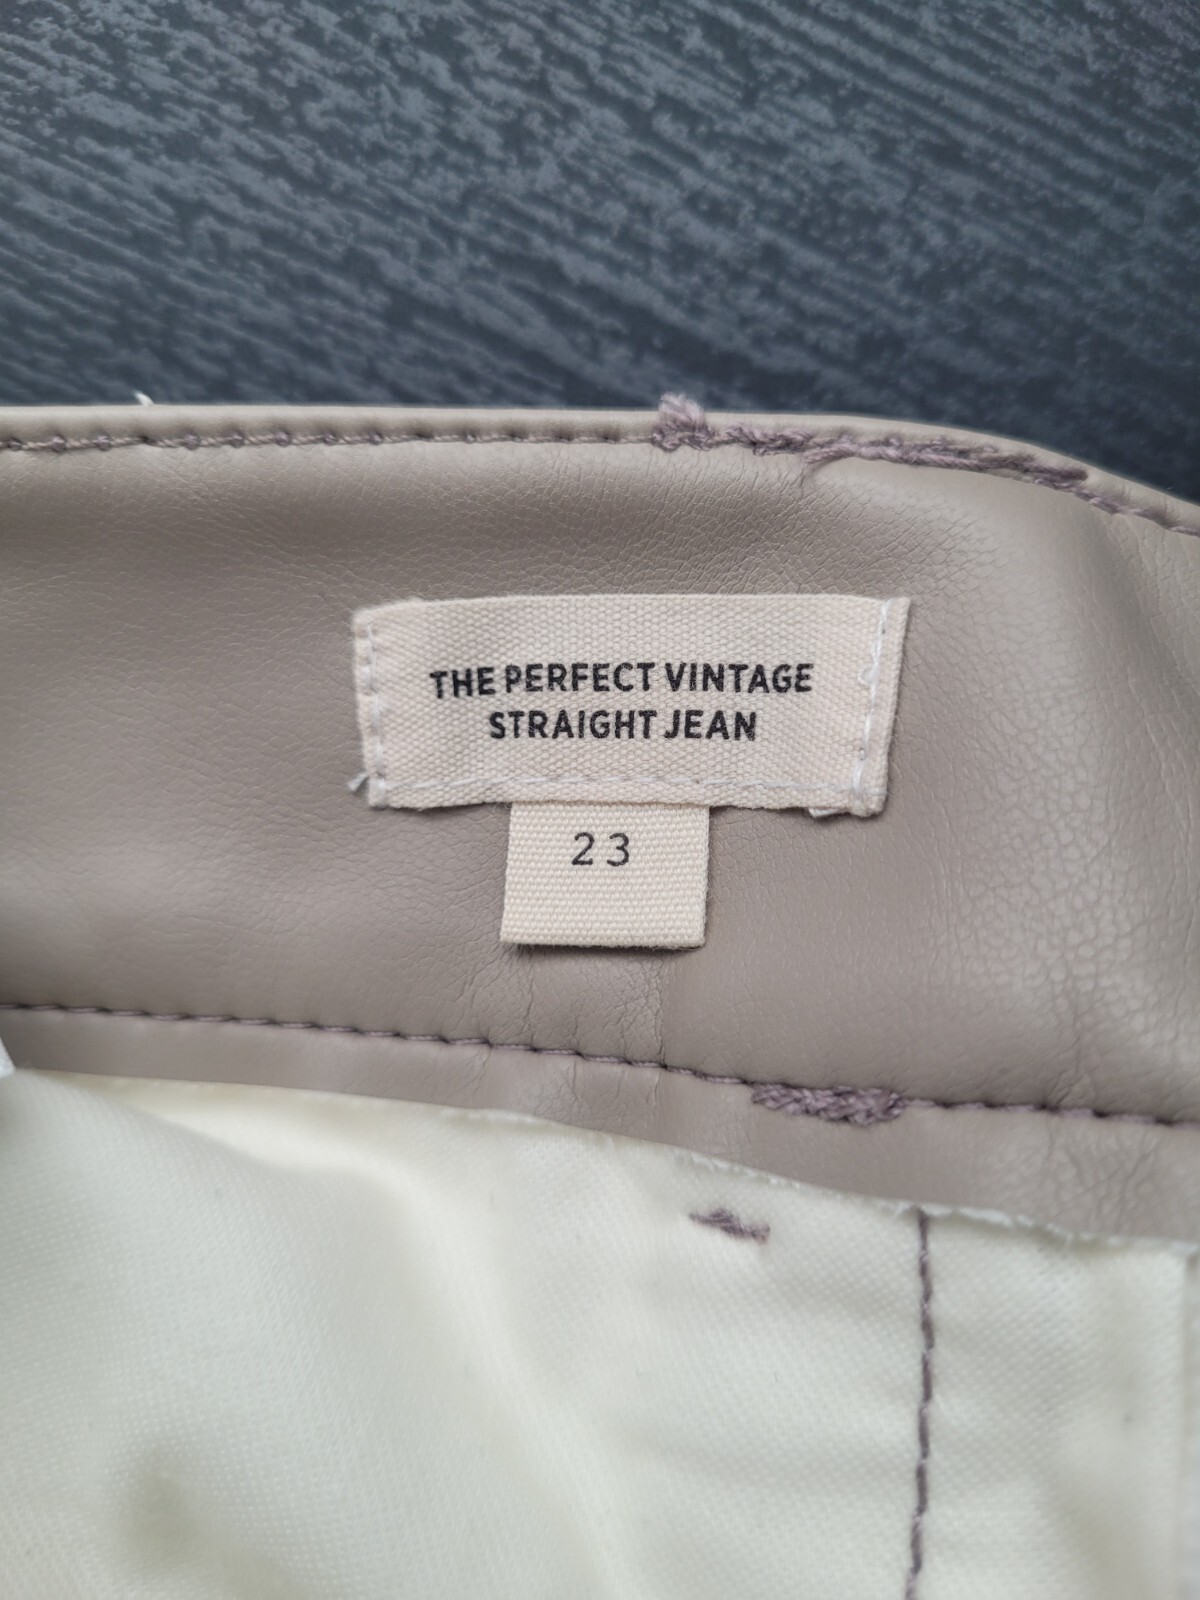 THE PERFECT VINTAGE
STRAIGHT JEAN
23